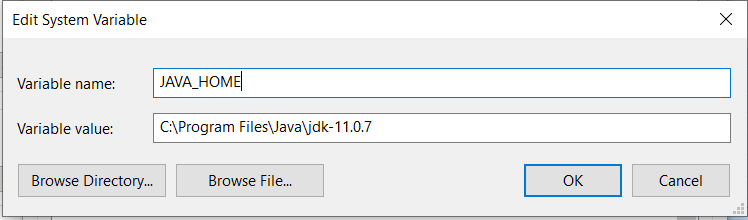 Edit System Variable
Variable name: JAVA_HOME
Variable value: C:\Program Files\Java\jdk-11.0.7
Browse Directory... Browse File... OK Cancel